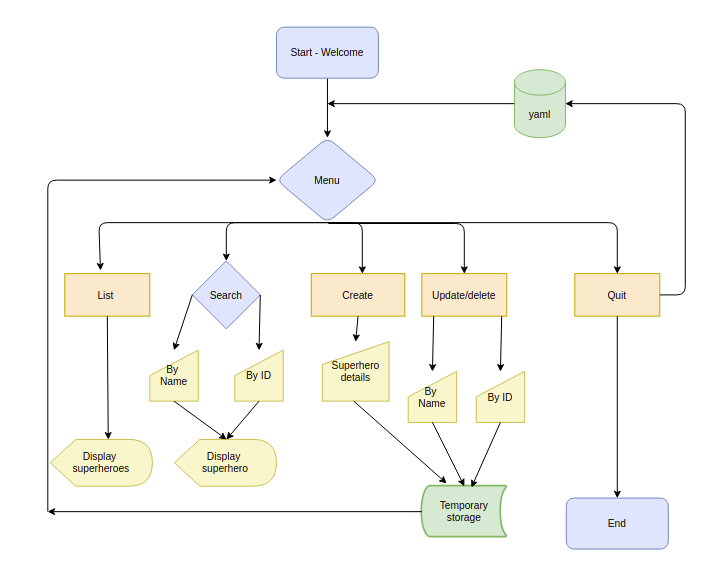 Start - Welcome
yaml
Menu
List
Search
Create
Update/delete
Quit
By
Name
By ID
Superhero
details
By
Name
By ID
Display
superheroes
Display
superhero
Temporary
storage
End